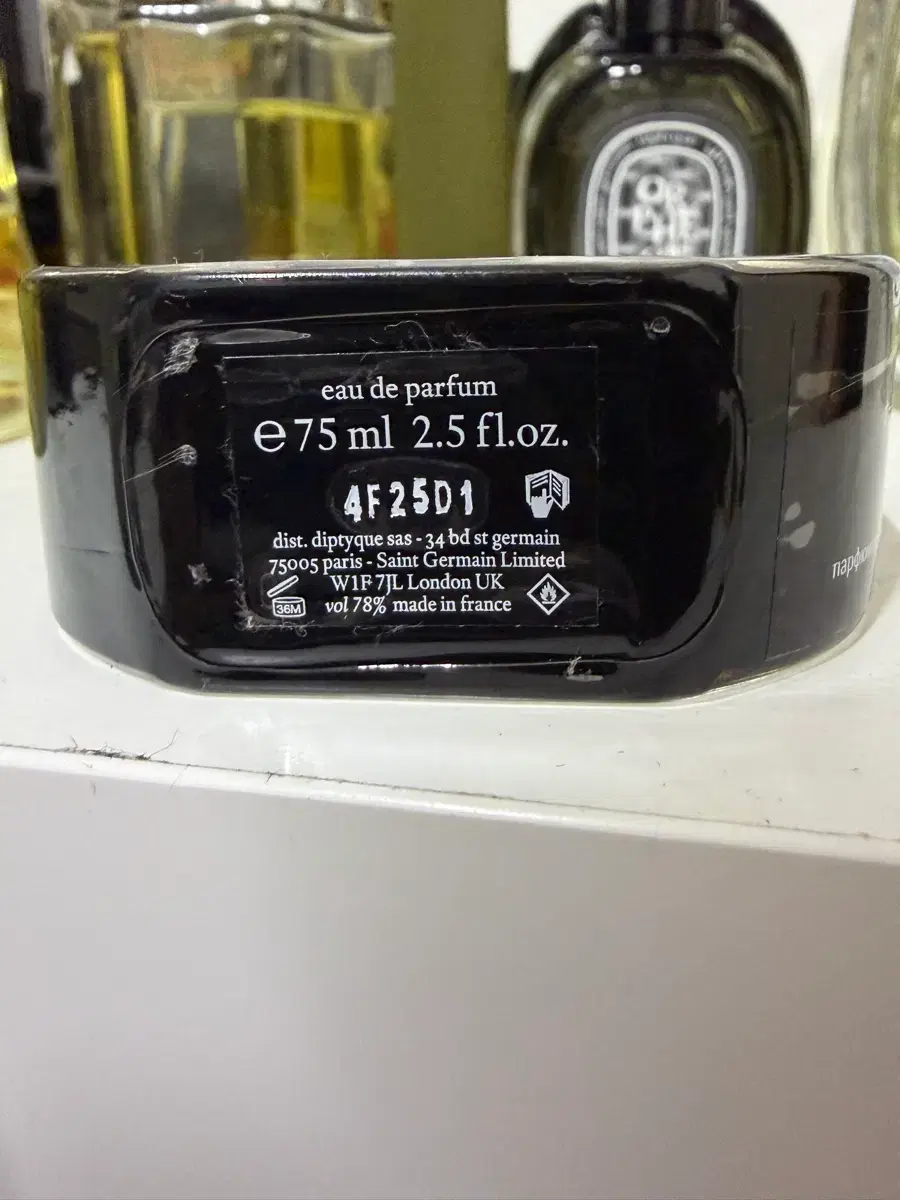 eau de parfum
℮ 75 ml 2.5 fl.oz.
4F25D1
dist. diptyque sas - 34 bd st germain
75005 paris - Saint Germain Limited
W1F 7JL London UK
36M
vol 78% made in france